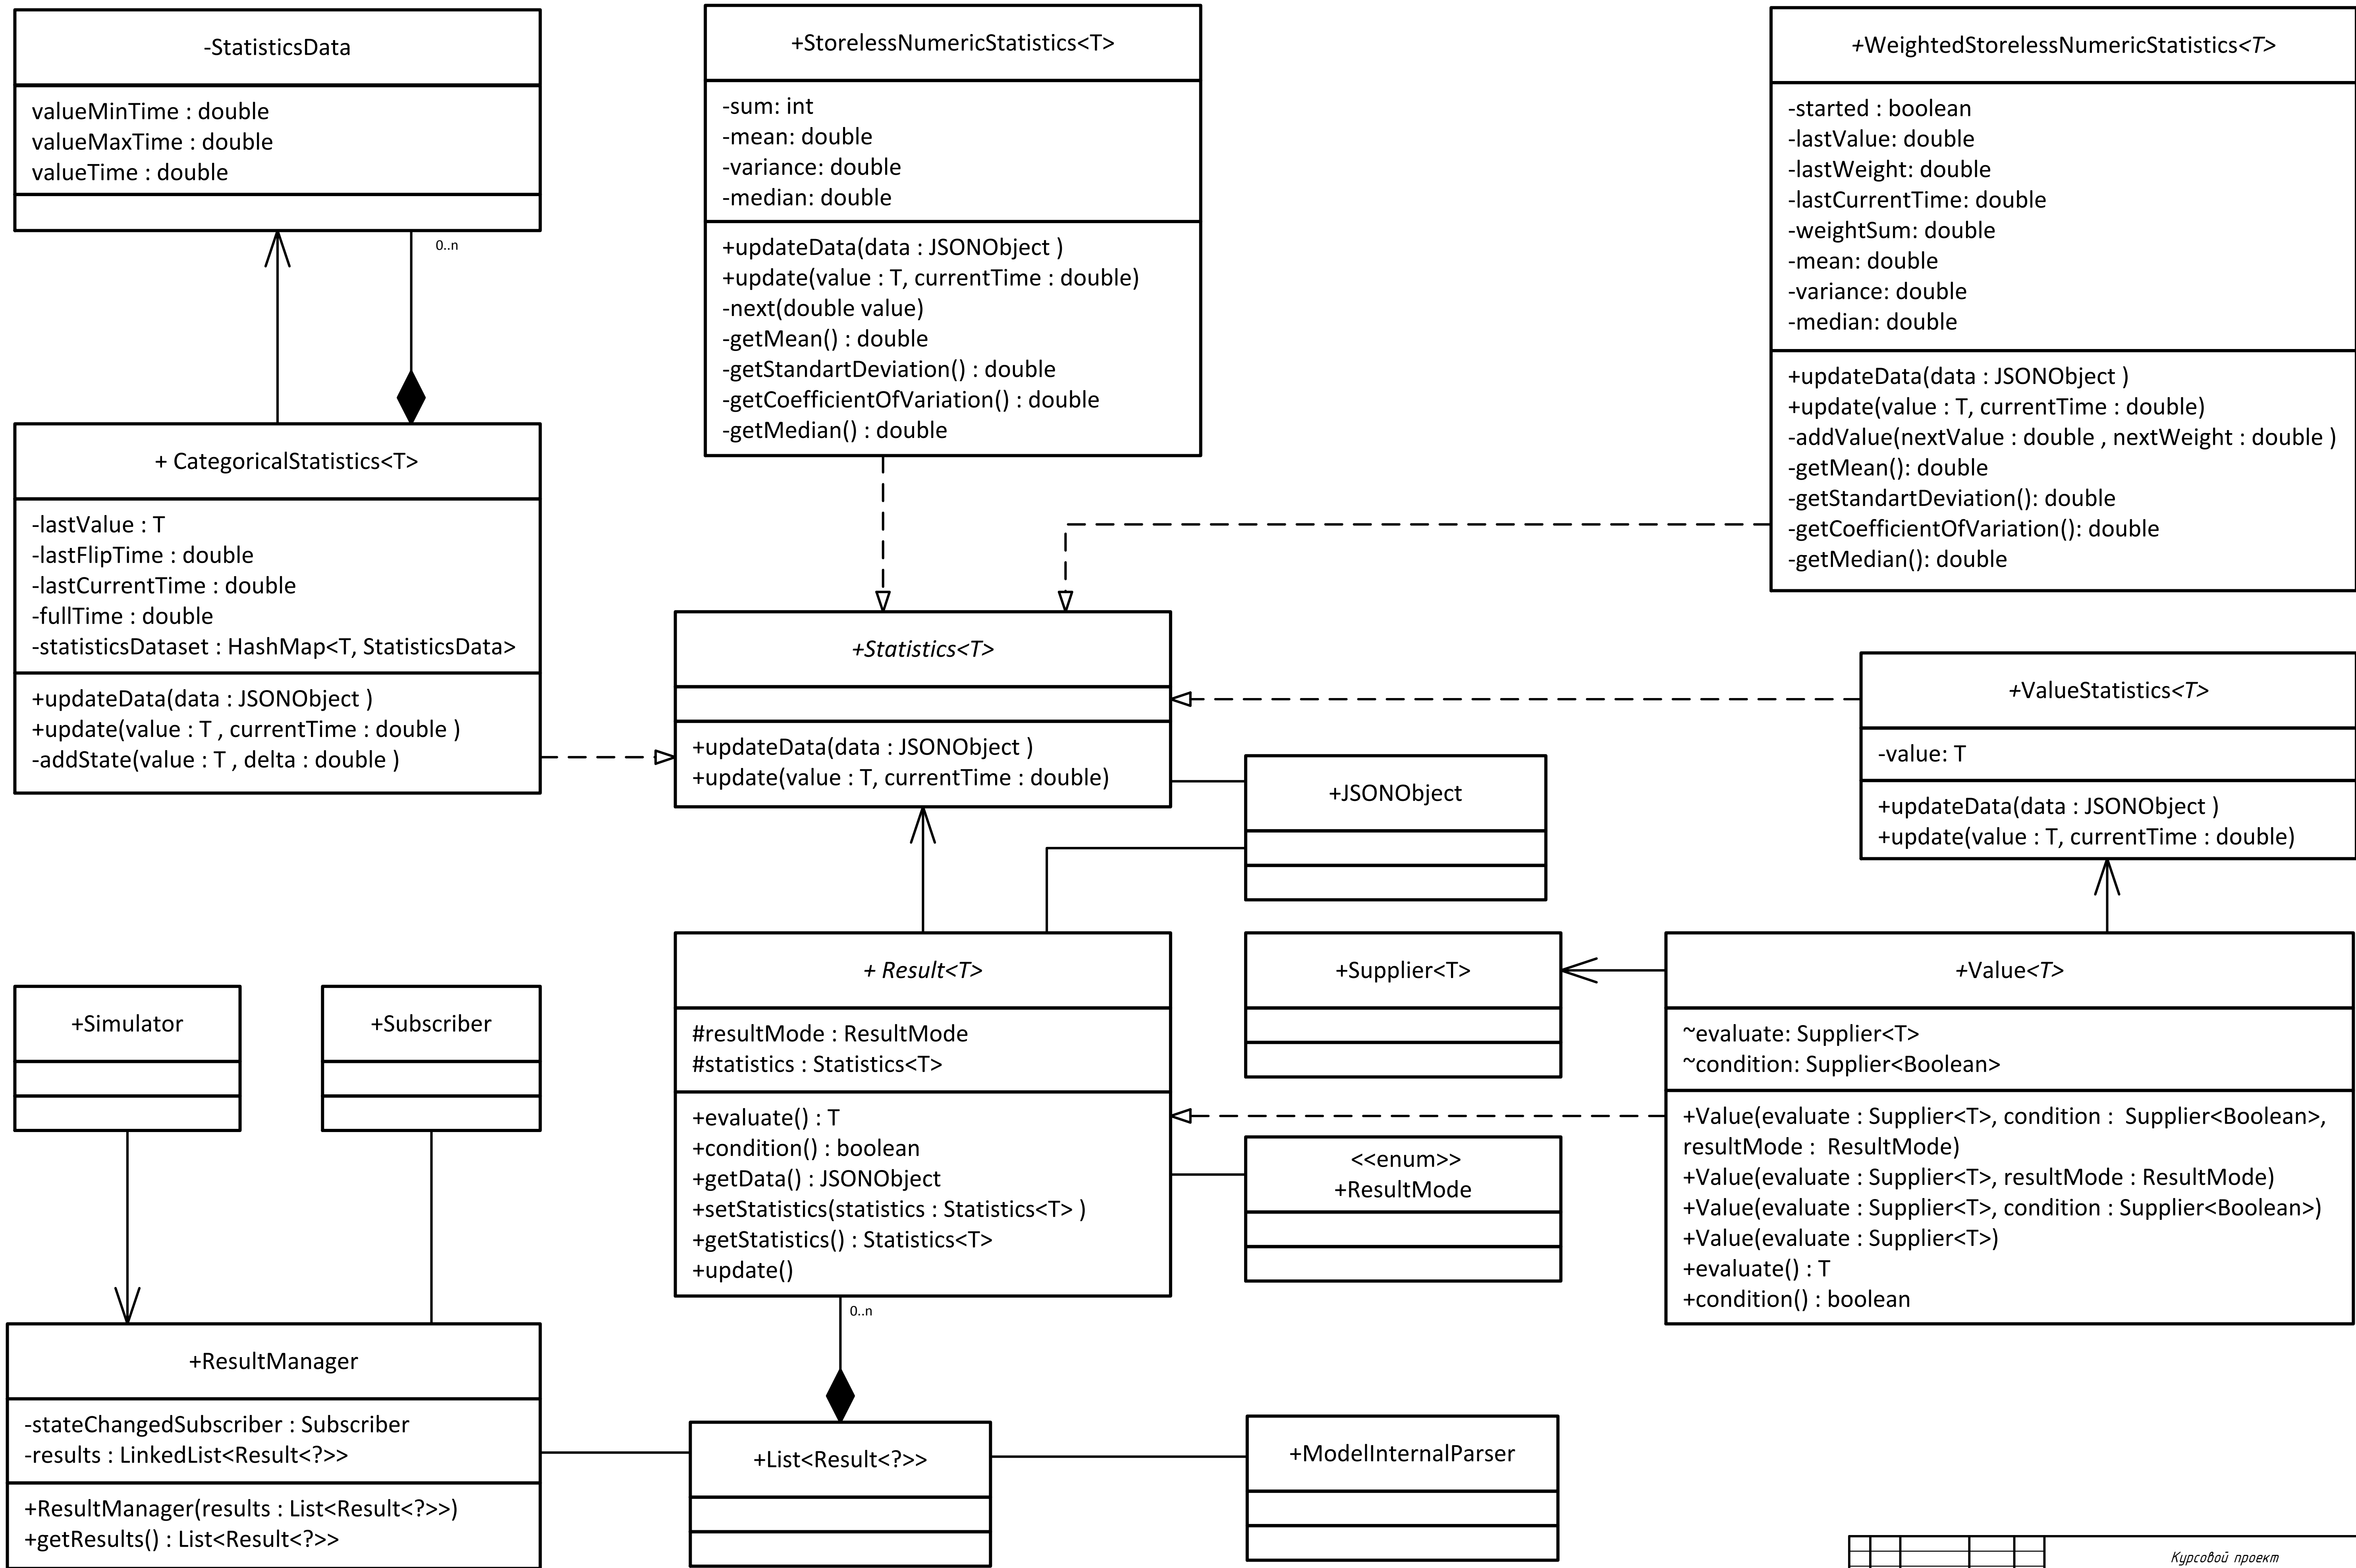 -StatisticsData
valueMinTime : double
valueMaxTime : double
valueTime : double
0..n
+StorelessNumericStatistics<T>
-sum: int
-mean: double
-variance: double
-median: double
+updateData(data : JSONObject )
+update(value : T, currentTime : double)
-next(double value)
-getMean() : double
-getStandartDeviation() : double
-getCoefficientOfVariation() : double
-getMedian() : double
+WeightedStorelessNumericStatistics<T>
-started : boolean
-lastValue: double
-lastWeight: double
-lastCurrentTime: double
-weightSum: double
-mean: double
-variance: double
-median: double
+updateData(data : JSONObject )
+update(value : T, currentTime : double)
-addValue(nextValue : double , nextWeight : double )
-getMean(): double
-getStandartDeviation(): double
-getCoefficientOfVariation(): double
-getMedian(): double
+ CategoricalStatistics<T>
-lastValue : T
-lastFlipTime : double
-lastCurrentTime : double
-fullTime : double
-statisticsDataset : HashMap<T, StatisticsData>
+updateData(data : JSONObject )
+update(value : T , currentTime : double )
-addState(value : T , delta : double )
+Statistics<T>
+updateData(data : JSONObject )
+update(value : T, currentTime : double)
+JSONObject
+ValueStatistics<T>
-value: T
+updateData(data : JSONObject )
+update(value : T, currentTime : double)
+Simulator
+Subscriber
+ Result<T>
#resultMode : ResultMode
#statistics : Statistics<T>
+evaluate() : T
+condition() : boolean
+getData() : JSONObject
+setStatistics(statistics : Statistics<T> )
+getStatistics() : Statistics<T>
+update()
0..n
+Supplier<T>
<<enum>>
+ResultMode
+Value<T>
~evaluate: Supplier<T>
~condition: Supplier<Boolean>
+Value(evaluate : Supplier<T>, condition :  Supplier<Boolean>,
resultMode :  ResultMode)
+Value(evaluate : Supplier<T>, resultMode : ResultMode)
+Value(evaluate : Supplier<T>, condition : Supplier<Boolean>)
+Value(evaluate : Supplier<T>)
+evaluate() : T
+condition() : boolean
+ResultManager
-stateChangedSubscriber : Subscriber
-results : LinkedList<Result<?>>
+ResultManager(results : List<Result<?>>)
+getResults() : List<Result<?>>
+List<Result<?>>
+ModelInternalParser
Курсовой проект